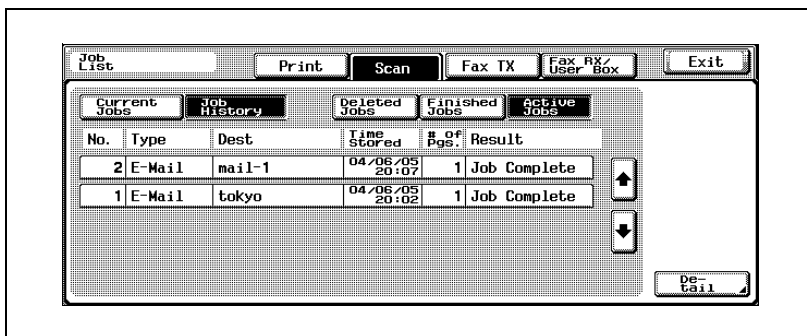 Job List
Print
Scan
Fax TX
Fax RX/ User Box
Exit
Current Jobs
Job History
Deleted Jobs
Finished Jobs
Active Jobs
No. Type Dest Time Stored # of Pgs. Result
2 E-Mail mail-1 04/06/05 20:07 1 Job Complete
1 E-Mail tokyo 04/06/05 20:02 1 Job Complete
De-
tail